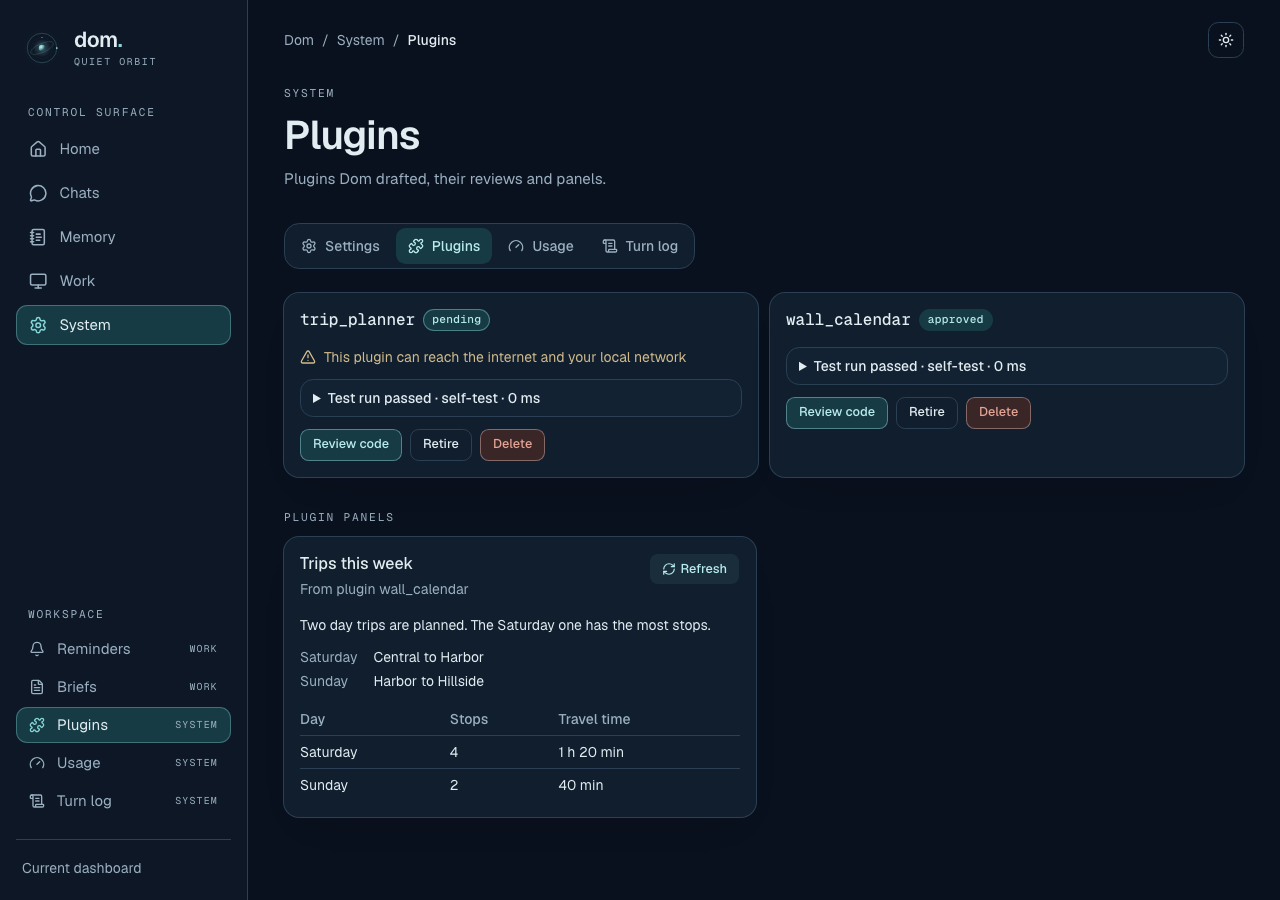 dom.
QUIET ORBIT
CONTROL SURFACE
Home
Chats
Memory
Work
System
WORKSPACE
Reminders WORK
Briefs WORK
Plugins SYSTEM
Usage SYSTEM
Turn log SYSTEM
Current dashboard
Dom / System / Plugins
SYSTEM
Plugins
Plugins Dom drafted, their reviews and panels.
Settings Plugins Usage Turn log
trip_planner pending
This plugin can reach the internet and your local network
Test run passed · self-test · 0 ms
Review code Retire Delete
wall_calendar approved
Test run passed · self-test · 0 ms
Review code Retire Delete
PLUGIN PANELS
Trips this week
Refresh
From plugin wall_calendar
Two day trips are planned. The Saturday one has the most stops.
Saturday Central to Harbor
Sunday Harbor to Hillside
Day Stops Travel time
Saturday 4 1 h 20 min
Sunday 2 40 min